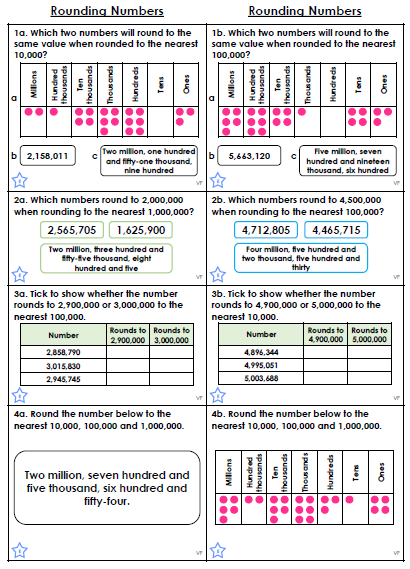 Rounding Numbers
Rounding Numbers
1a. Which two numbers will round to the
same value when rounded to the nearest
10,000?
a
Millions
Hundred
thousands
Ten
thousands
Thousands
Hundreds
Tens
Ones
b
2,158,011
c
Two million, one hundred
and fifty-one thousand,
nine hundred
VF
1b. Which two numbers will round to the
same value when rounded to the nearest
100,000?
a
Millions
Hundred
thousands
Ten
thousands
Thousands
Hundreds
Tens
Ones
b
5,663,120
c
Five million, seven
hundred and nineteen
thousand, six hundred
VF
2a. Which numbers round to 2,000,000
when rounding to the nearest 1,000,000?
2,565,705
1,625,900
Two million, three hundred and
fifty-five thousand, eight
hundred and five
VF
2b. Which numbers round to 4,500,000
when rounding to the nearest 100,000?
4,712,805
4,465,715
Four million, five hundred and
two thousand, five hundred and
thirty
VF
3a. Tick to show whether the number
rounds to 2,900,000 or 3,000,000 to the
nearest 100,000.
Number
Rounds to
2,900,000
Rounds to
3,000,000
2,858,790
3,015,830
2,945,745
VF
3b. Tick to show whether the number
rounds to 4,900,000 or 5,000,000 to the
nearest 10,000.
Number
Rounds to
4,900,000
Rounds to
5,000,000
4,896,344
4,995,051
5,003,688
VF
4a. Round the number below to the
nearest 10,000, 100,000 and 1,000,000.
Two million, seven hundred and
five thousand, six hundred and
fifty-four.
VF
4b. Round the number below to the
nearest 10,000, 100,000 and 1,000,000.
Millions
Hundred
thousands
Ten
thousands
Thousands
Hundreds
Tens
Ones
VF